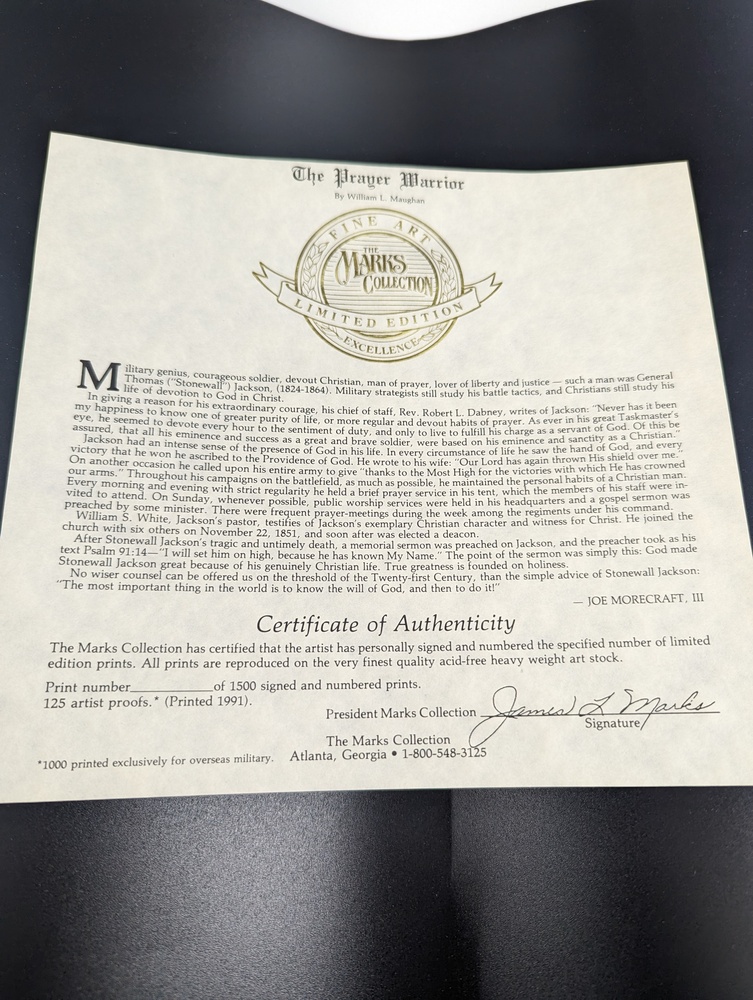 The Prayer Warrior
By William L. Maughan
FINE ART
THE
MARKS
COLLECTION
LIMITED EDITION
EXCELLENCE
Military genius, courageous soldier, devout Christian, man of prayer, lover of liberty and justice — such a man was General
Thomas ("Stonewall") Jackson, (1824-1864). Military strategists still study his battle tactics, and Christians still study his
life of devotion to God in Christ.
In giving a reason for his extraordinary courage, his chief of staff, Rev. Robert L. Dabney, writes of Jackson: "Never has it been
my happiness to know one of greater purity of life, or more regular and devout habits of prayer. As ever in his great Taskmaster's
eye, he seemed to devote every hour to the sentiment of duty, and only to live to fulfill his charge as a servant of God. Of this be
assured, that all his eminence and success as a great and brave soldier, were based on his eminence and sanctity as a Christian."
Jackson had an intense sense of the presence of God in his life. In every circumstance of life he saw the hand of God, and every
victory that he won he ascribed to the Providence of God. He wrote to his wife: "Our Lord has again thrown His shield over me."
On another occasion he called upon his entire army to give "thanks to the Most High for the victories with which He has crowned
our arms." Throughout his campaigns on the battlefield, as much as possible, he maintained the personal habits of a Christian man.
Every morning and evening with strict regularity he held a brief prayer service in his tent, which the members of his staff were in-
vited to attend. On Sunday, whenever possible, public worship services were held in his headquarters and a gospel sermon was
preached by some minister. There were frequent prayer-meetings during the week among the regiments under his command.
William S. White, Jackson's pastor, testifies of Jackson's exemplary Christian character and witness for Christ. He joined the
church with six others on November 22, 1851, and soon after was elected a deacon.
After Stonewall Jackson's tragic and untimely death, a memorial sermon was preached on Jackson, and the preacher took as his
text Psalm 91:14—"I will set him on high, because he has known My Name." The point of the sermon was simply this: God made
Stonewall Jackson great because of his genuinely Christian life. True greatness is founded on holiness.
No wiser counsel can be offered us on the threshold of the Twenty-first Century, than the simple advice of Stonewall Jackson:
"The most important thing in the world is to know the will of God, and then to do it!"
— JOE MORECRAFT, III
Certificate of Authenticity
The Marks Collection has certified that the artist has personally signed and numbered the specified number of limited
edition prints. All prints are reproduced on the very finest quality acid-free heavy weight art stock.
Print number____________of 1500 signed and numbered prints.
125 artist proofs.* (Printed 1991).
President Marks Collection James L Marks
Signature
The Marks Collection
*1000 printed exclusively for overseas military. Atlanta, Georgia • 1-800-548-3125